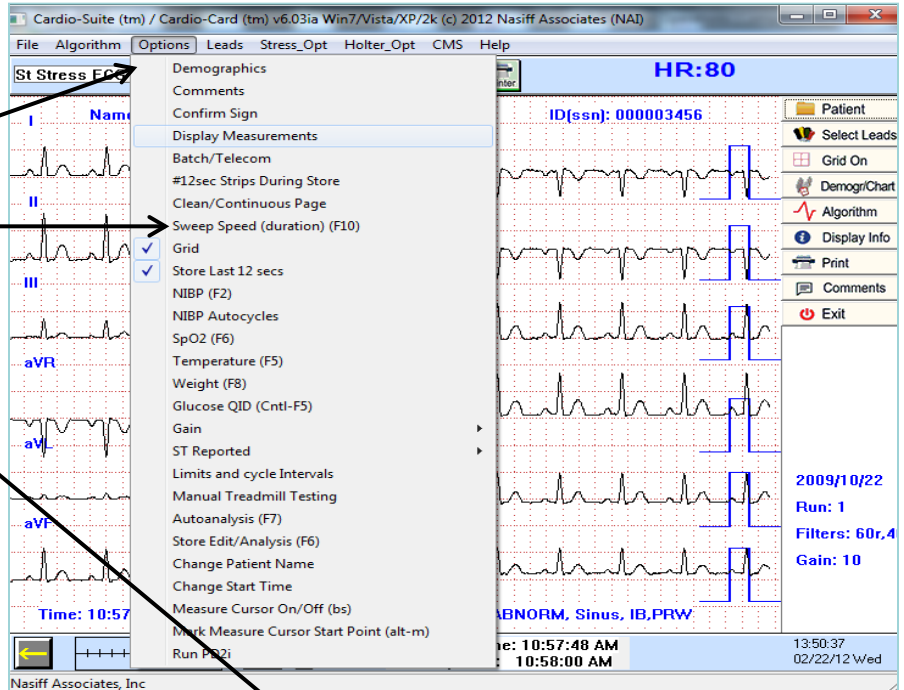 Cardio-Suite (tm) / Cardio-Card (tm) v6.03ia Win7/Vista/XP/2k (c) 2012 Nasiff Associates (NAI)
File Algorithm Options Leads Stress_Opt Holter_Opt CMS Help
St Stress ECG
HR:80
I
Name
ID(ssn): 000003456
II
III
aVR
aVL
aVF
Demographics
Comments
Confirm Sign
Display Measurements
Batch/Telecom
#12sec Strips During Store
Clean/Continuous Page
Sweep Speed (duration) (F10)
Grid
Store Last 12 secs
NIBP (F2)
NIBP Autocycles
SpO2 (F6)
Temperature (F5)
Weight (F8)
Glucose QID (Cntl-F5)
Gain
ST Reported
Limits and cycle Intervals
Manual Treadmill Testing
Autoanalysis (F7)
Store Edit/Analysis (F6)
Change Patient Name
Change Start Time
Measure Cursor On/Off (bs)
Mark Measure Cursor Start Point (alt-m)
Run PD2i
Patient
Select Leads
Grid On
Demogr/Chart
Algorithm
Display Info
Print
Comments
Exit
2009/10/22
Run: 1
Filters: 60r,4
Gain: 10
Time: 10:57
ABNORM, Sinus, IB,PRW
e: 10:57:48 AM
10:58:00 AM
13:50:37
02/22/12 Wed
Nasiff Associates, Inc